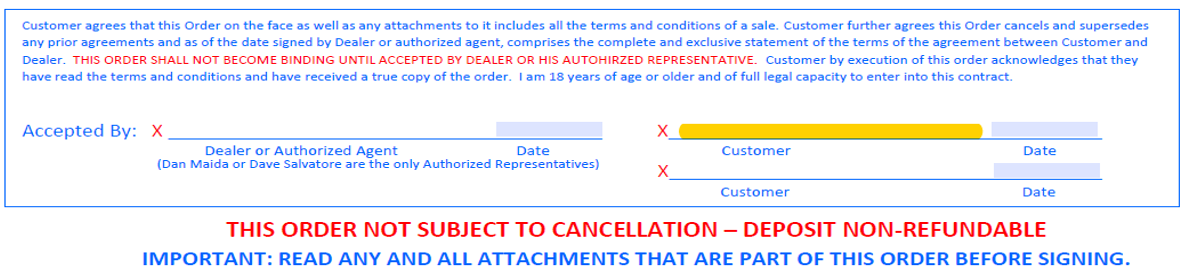 Customer agrees that this Order on the face as well as any attachments to it includes all the terms and conditions of a sale. Customer further agrees this Order cancels and supersedes
any prior agreements and as of the date signed by Dealer or authorized agent, comprises the complete and exclusive statement of the terms of the agreement between Customer and
Dealer. THIS ORDER SHALL NOT BECOME BINDING UNTIL ACCEPTED BY DEALER OR HIS AUTOHIRZED REPRESENTATIVE. Customer by execution of this order acknowledges that they
have read the terms and conditions and have received a true copy of the order. I am 18 years of age or older and of full legal capacity to enter into this contract.
Accepted By: X X
Dealer or Authorized Agent Date Customer Date
(Dan Maida or Dave Salvatore are the only Authorized Representatives)
X
Customer Date
THIS ORDER NOT SUBJECT TO CANCELLATION – DEPOSIT NON-REFUNDABLE
IMPORTANT: READ ANY AND ALL ATTACHMENTS THAT ARE PART OF THIS ORDER BEFORE SIGNING.